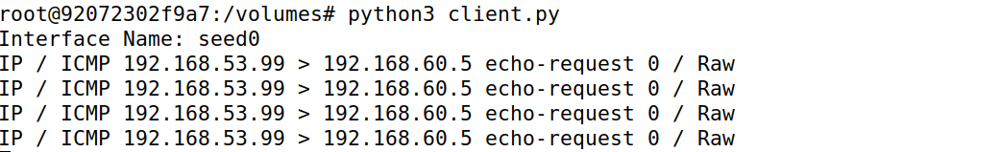 root@92072302f9a7:/volumes# python3 client.py
Interface Name: seed0
IP / ICMP 192.168.53.99 > 192.168.60.5 echo-request 0 / Raw
IP / ICMP 192.168.53.99 > 192.168.60.5 echo-request 0 / Raw
IP / ICMP 192.168.53.99 > 192.168.60.5 echo-request 0 / Raw
IP / ICMP 192.168.53.99 > 192.168.60.5 echo-request 0 / Raw